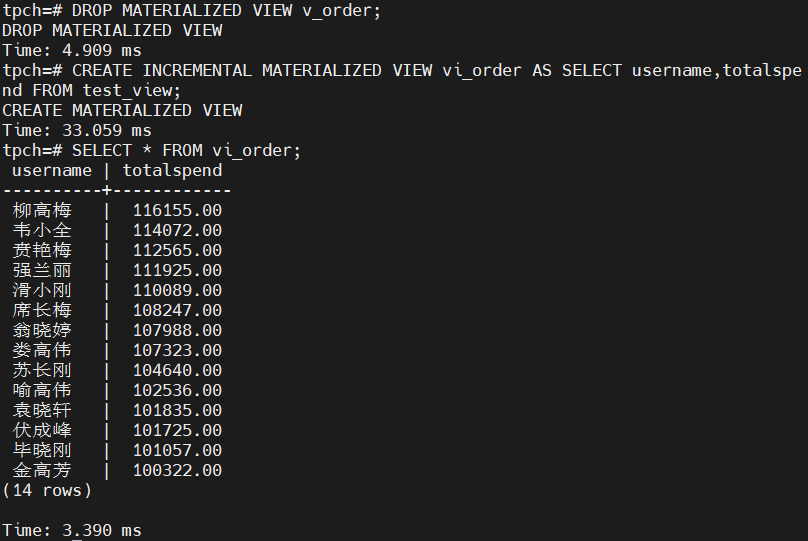 tpch=# DROP MATERIALIZED VIEW v_order;
DROP MATERIALIZED VIEW
Time: 4.909 ms
tpch=# CREATE INCREMENTAL MATERIALIZED VIEW vi_order AS SELECT username,totalspe
nd FROM test_view;
CREATE MATERIALIZED VIEW
Time: 33.059 ms
tpch=# SELECT * FROM vi_order;
 username | totalspend
----------+------------
 柳高梅   |  116155.00
 韦小全   |  114072.00
 贲艳梅   |  112565.00
 强兰丽   |  111925.00
 滑小刚   |  110089.00
 席长梅   |  108247.00
 翁晓婷   |  107988.00
 娄高伟   |  107323.00
 苏长刚   |  104640.00
 喻高伟   |  102536.00
 袁晓轩   |  101835.00
 伏成峰   |  101725.00
 毕晓刚   |  101057.00
 金高芳   |  100322.00
(14 rows)
Time: 3.390 ms